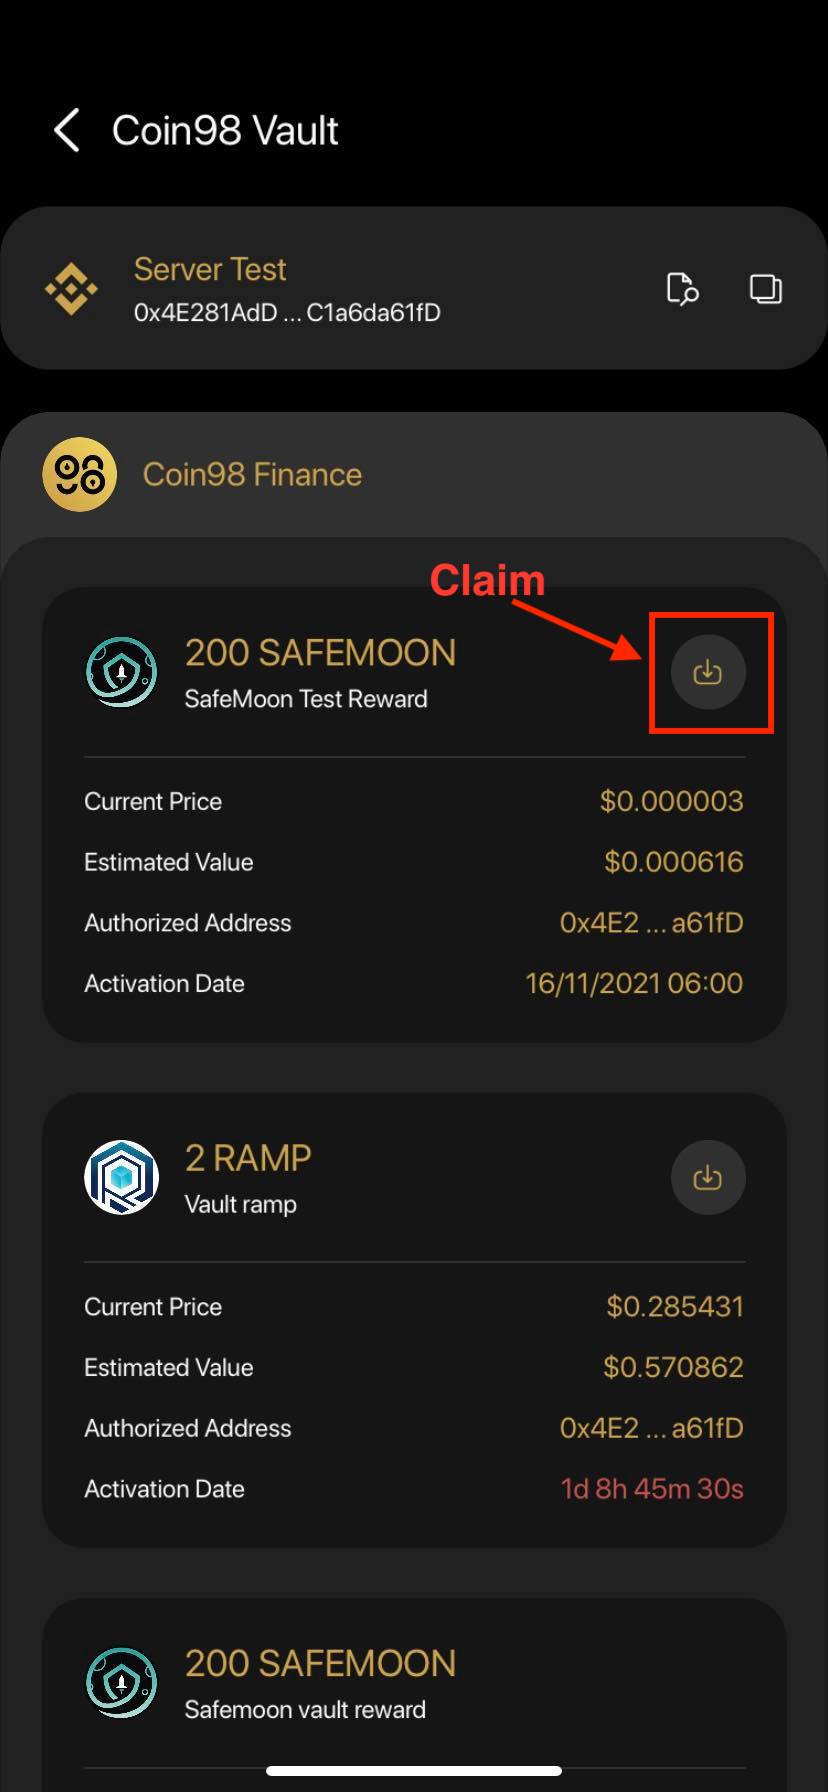 Coin98 Vault
Server Test
0x4E281AdD ... C1a6da61fD
98
Coin98 Finance
Claim
200 SAFEMOON
SafeMoon Test Reward
Current Price $0.000003
Estimated Value $0.000616
Authorized Address 0x4E2 ... a61fD
Activation Date 16/11/2021 06:00
2 RAMP
Vault ramp
Current Price $0.285431
Estimated Value $0.570862
Authorized Address 0x4E2 ... a61fD
Activation Date 1d 8h 45m 30s
200 SAFEMOON
Safemoon vault reward